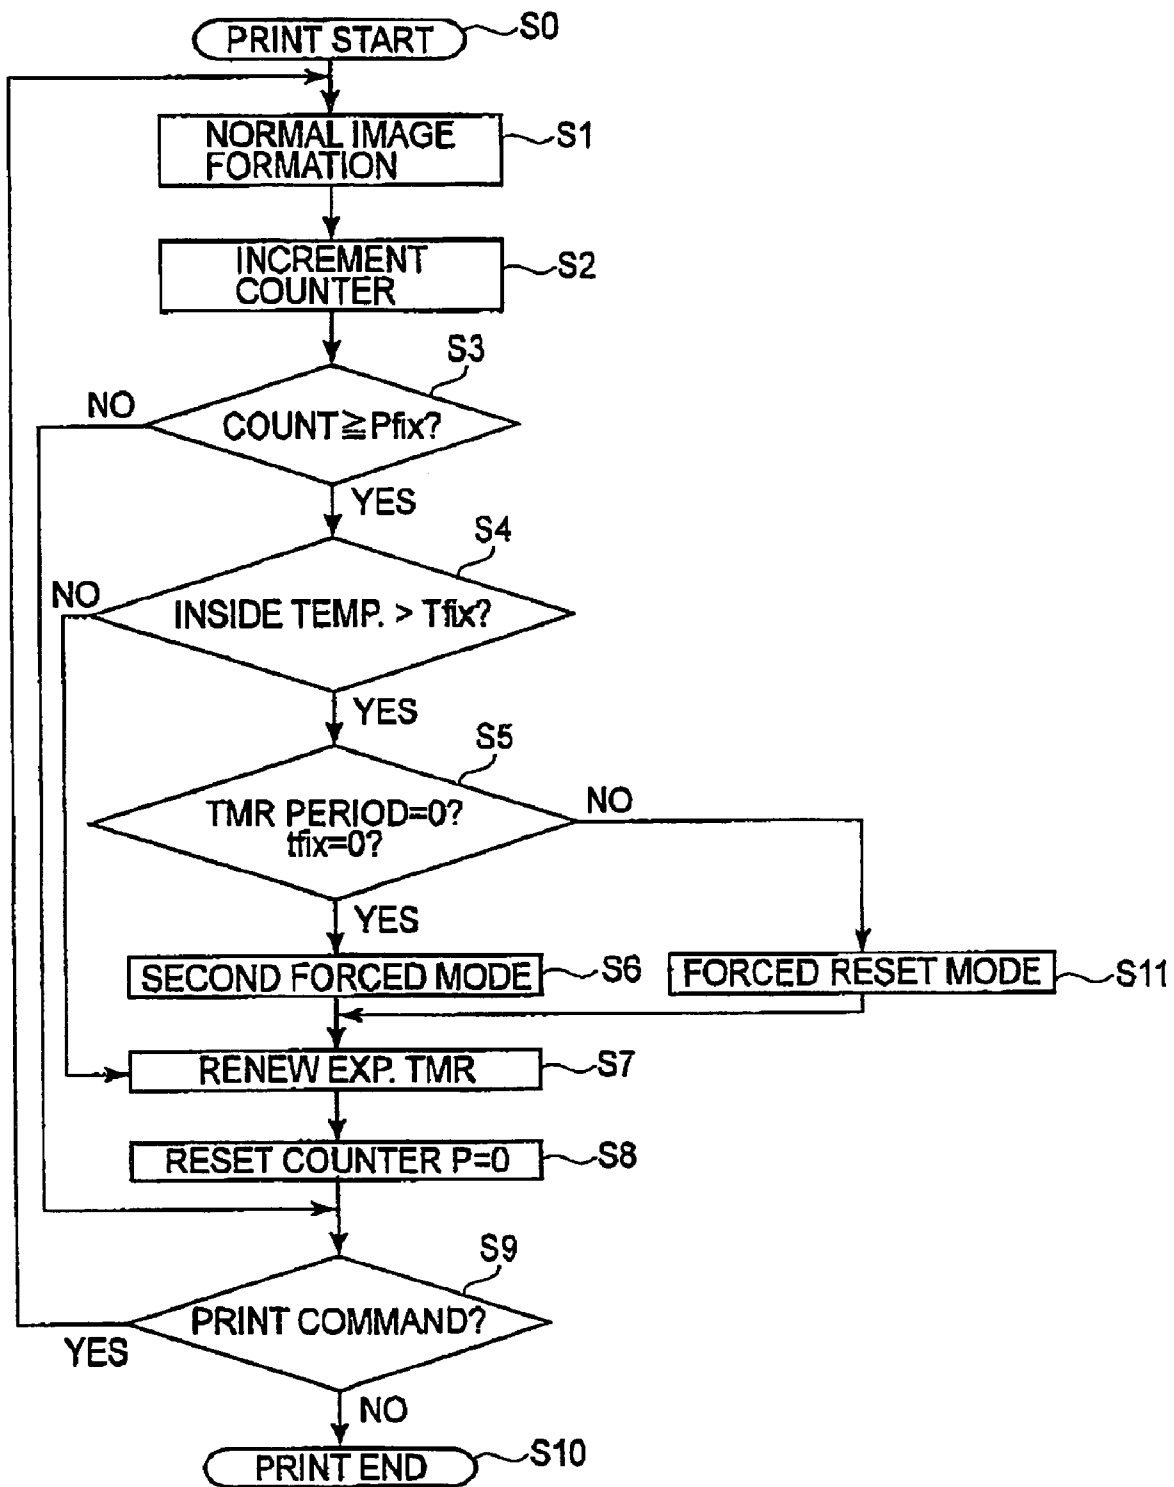 PRINT START
S0
NORMAL IMAGE
FORMATION
S1
INCREMENT
COUNTER
S2
S3
NO
COUNT≧Pfix?
YES
S4
NO
INSIDE TEMP. > Tfix?
YES
S5
TMR PERIOD=0?
tfix=0?
NO
YES
SECOND FORCED MODE
S6
FORCED RESET MODE
S11
RENEW EXP. TMR
S7
RESET COUNTER P=0
S8
S9
PRINT COMMAND?
YES
NO
PRINT END
S10